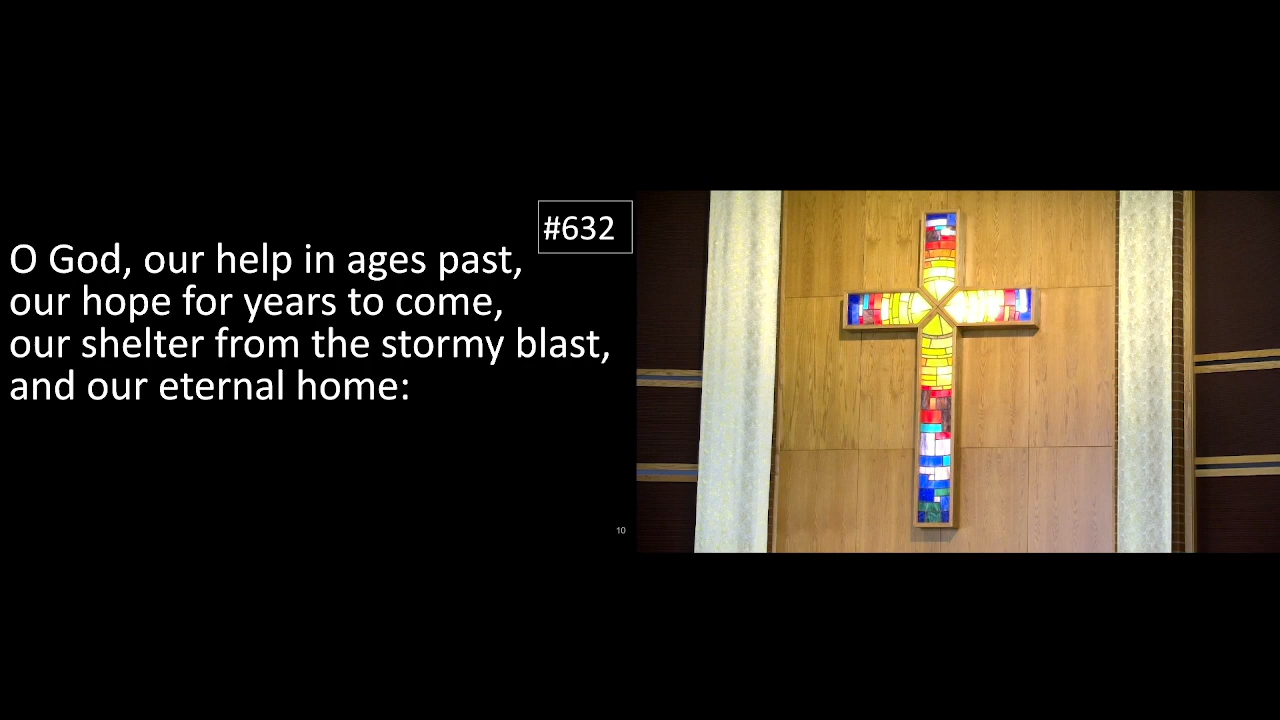 #632
O God, our help in ages past,
our hope for years to come,
our shelter from the stormy blast,
and our eternal home:
10